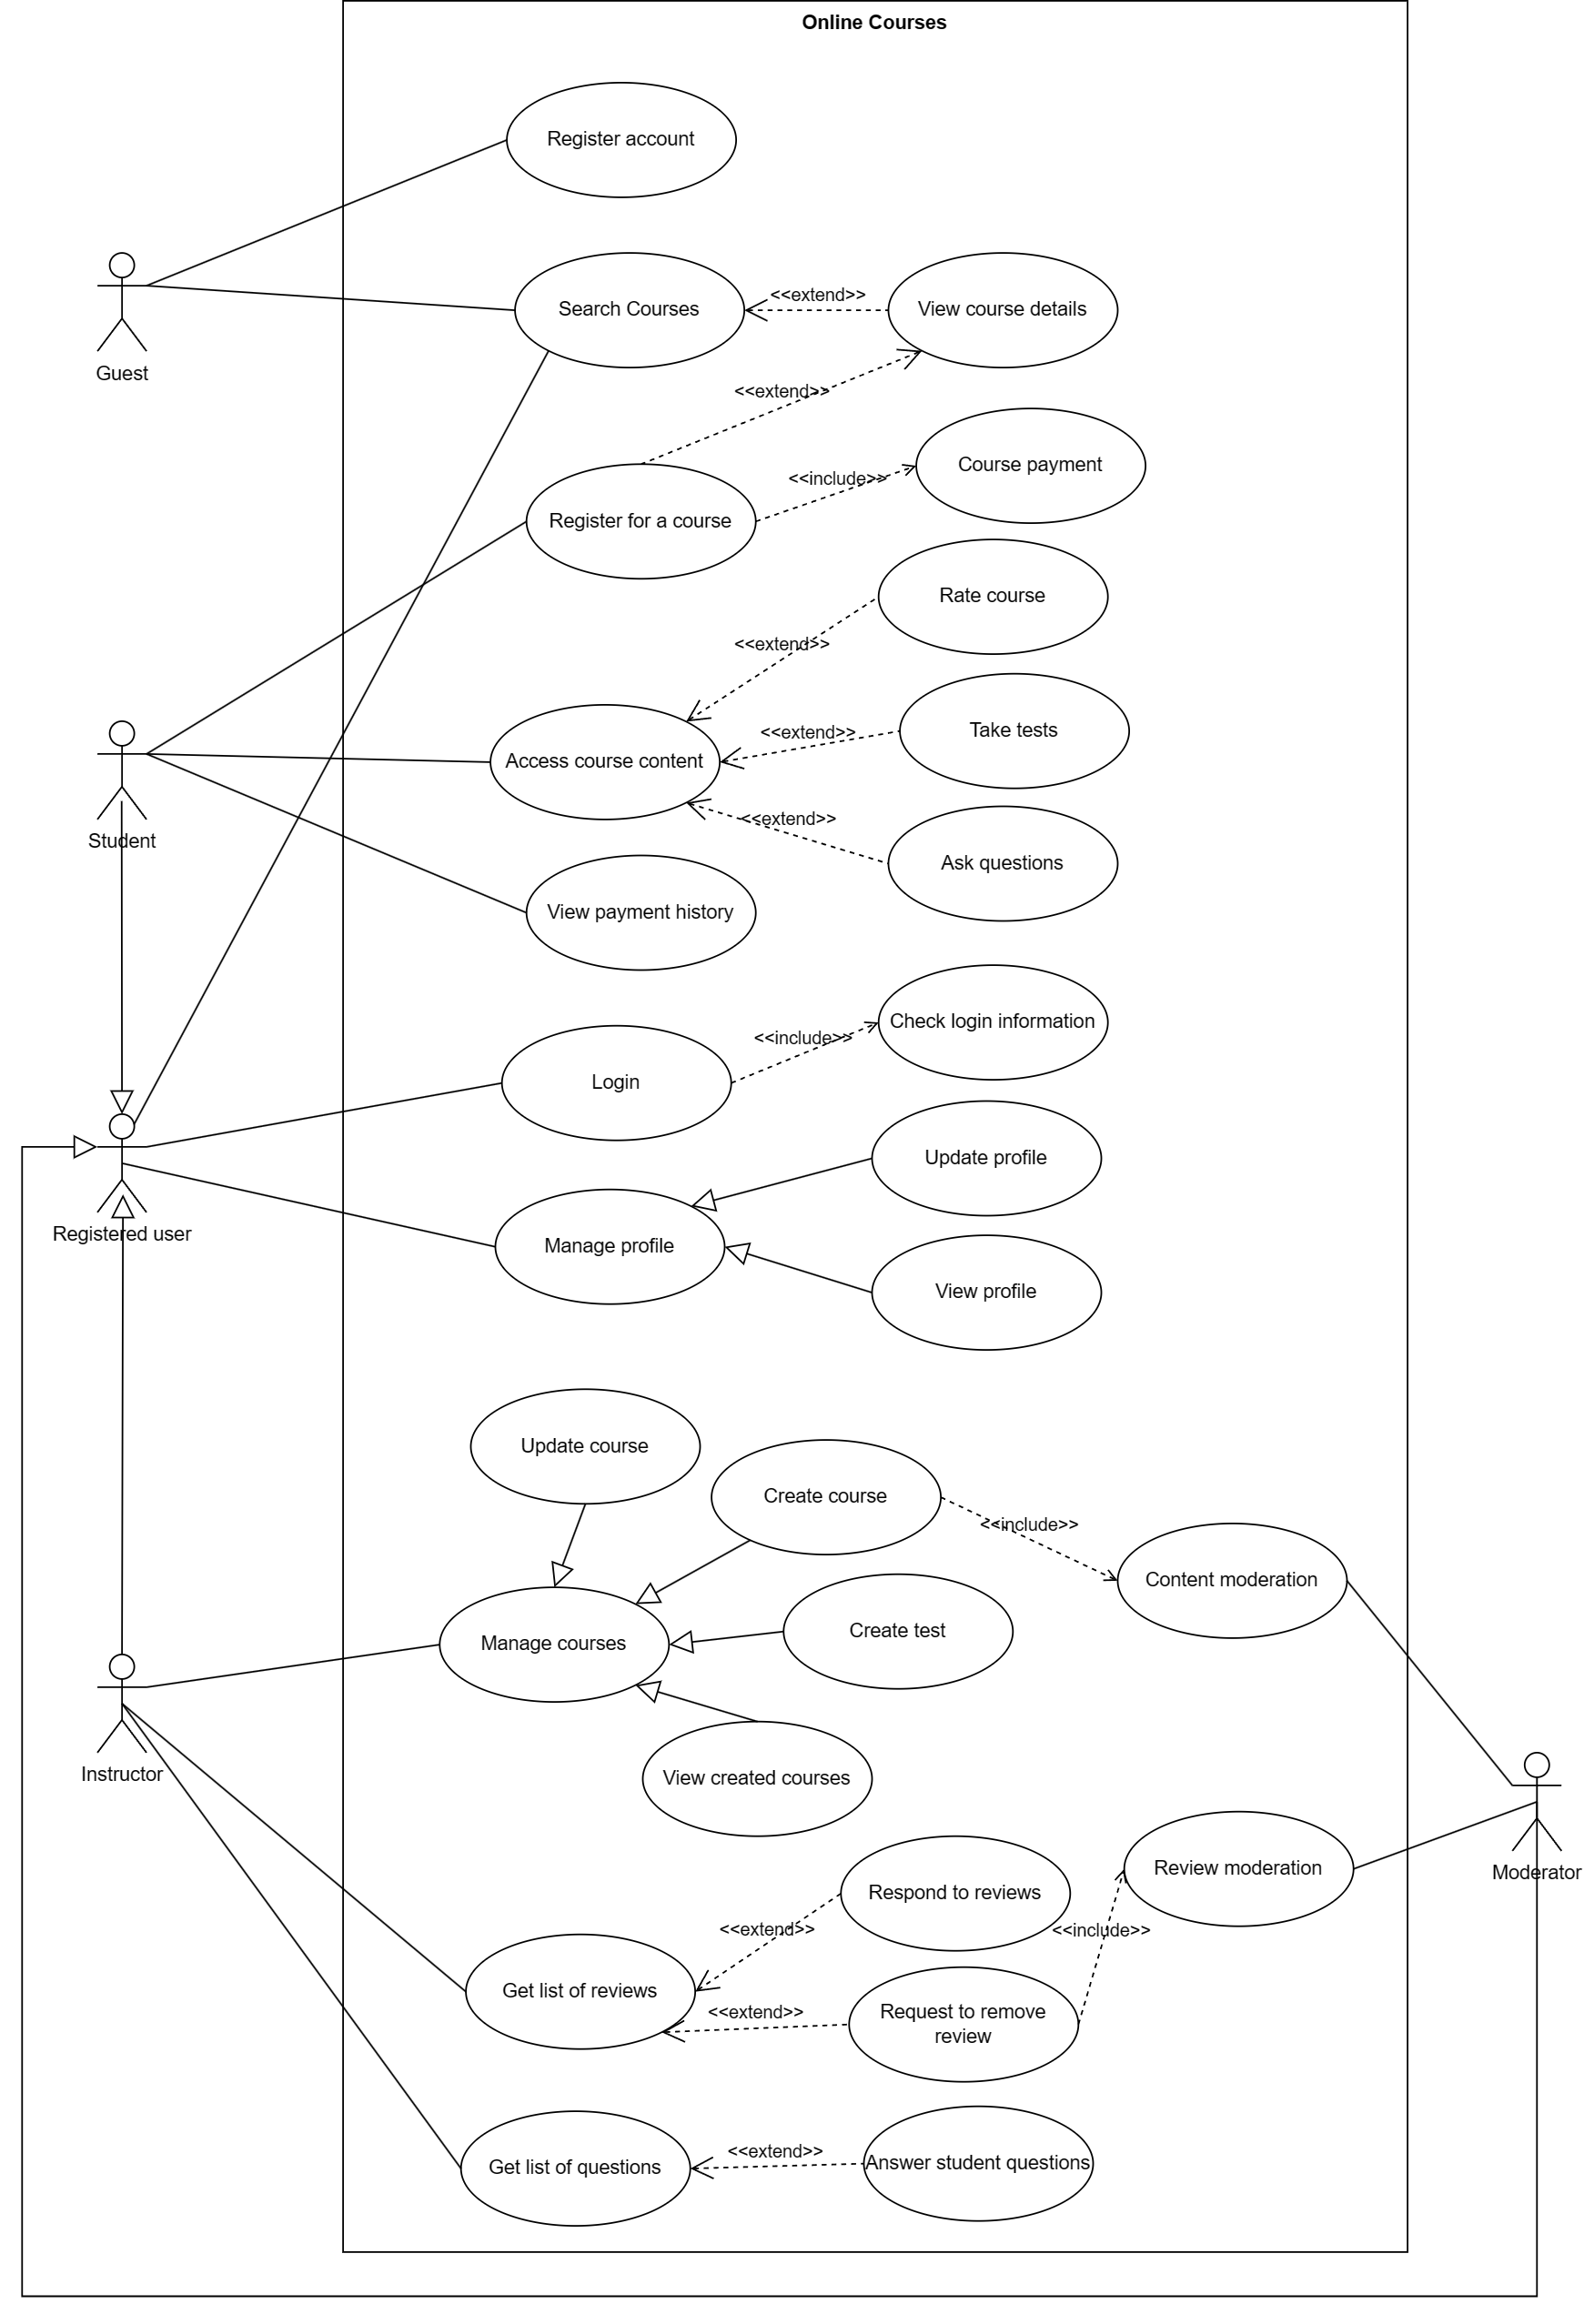 Online Courses
Register account
Search Courses
<<extend>>
View course details
Guest
<<extend>>
Course payment
<<include>>
Register for a course
Rate course
<<extend>>
Take tests
<<extend>>
Access course content
<<extend>>
Student
Ask questions
View payment history
Check login information
<<include>>
Login
Update profile
Registered user
Manage profile
View profile
Update course
Create course
<<include>>
Content moderation
Create test
Manage courses
Instructor
View created courses
Review moderation
Moderator
Respond to reviews
<<extend>>
<<include>>
Get list of reviews
<<extend>>
Request to remove
review
<<extend>>
Answer student questions
Get list of questions